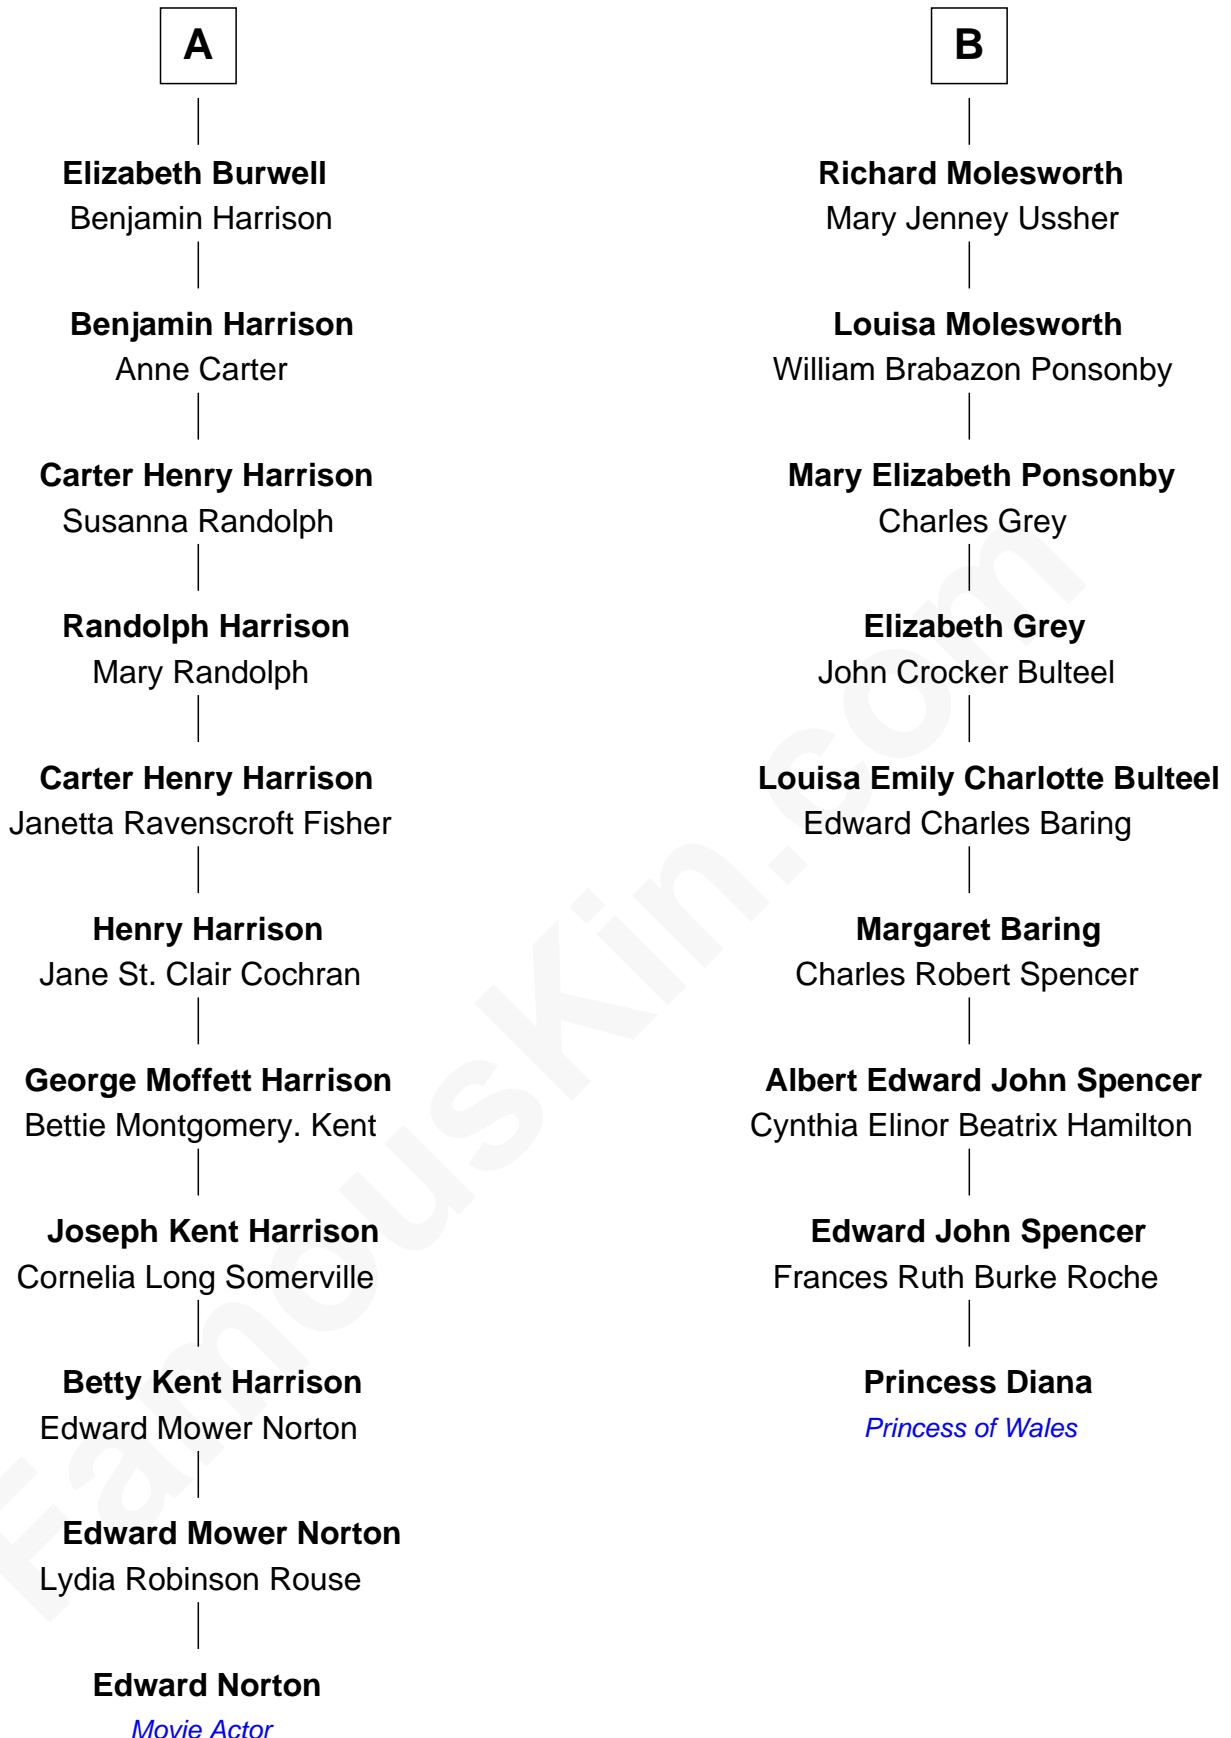 A
Elizabeth Burwell
Benjamin Harrison
Benjamin Harrison
Anne Carter
Carter Henry Harrison
Susanna Randolph
Randolph Harrison
Mary Randolph
Carter Henry Harrison
Janetta Ravenscroft Fisher
Henry Harrison
Jane St. Clair Cochran
George Moffett Harrison
Bettie Montgomery. Kent
Joseph Kent Harrison
Cornelia Long Somerville
Betty Kent Harrison
Edward Mower Norton
Edward Mower Norton
Lydia Robinson Rouse
Edward Norton
Movie Actor
B
Richard Molesworth
Mary Jenney Ussher
Louisa Molesworth
William Brabazon Ponsonby
Mary Elizabeth Ponsonby
Charles Grey
Elizabeth Grey
John Crocker Bulteel
Louisa Emily Charlotte Bulteel
Edward Charles Baring
Margaret Baring
Charles Robert Spencer
Albert Edward John Spencer
Cynthia Elinor Beatrix Hamilton
Edward John Spencer
Frances Ruth Burke Roche
Princess Diana
Princess of Wales
FamousKin.com